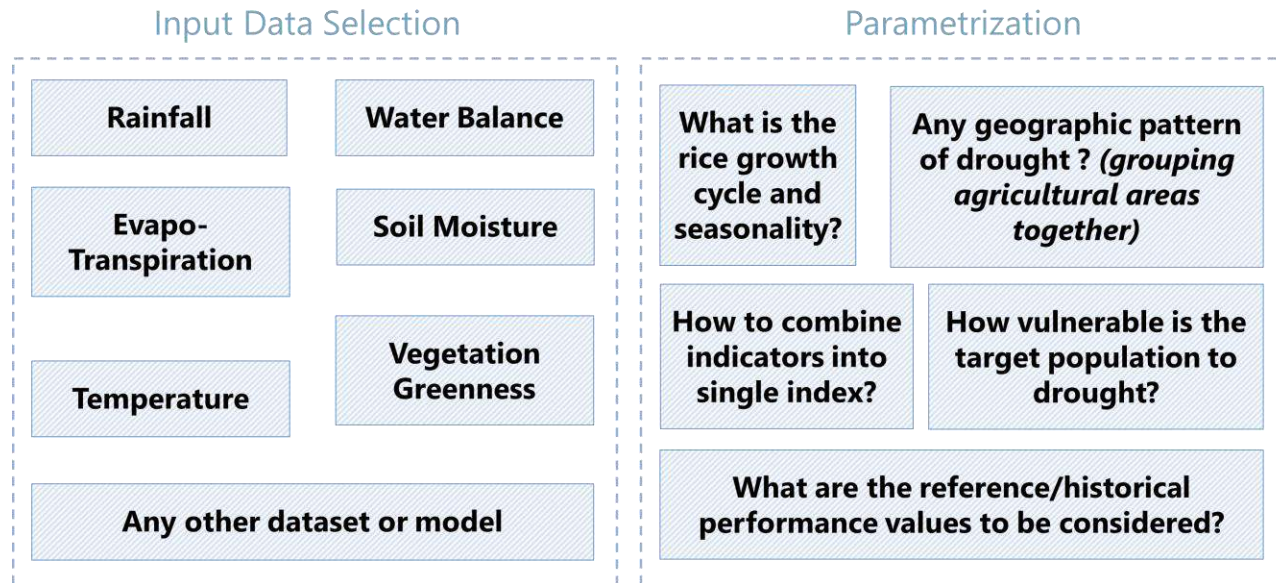 Input Data Selection
Rainfall
Water Balance
Evapo-
Transpiration
Soil Moisture
Temperature
Vegetation
Greenness
Any other dataset or model
Parametrization
What is the
rice growth
cycle and
seasonality?
Any geographic pattern
of drought ? (grouping
agricultural areas
together)
How to combine
indicators into
single index?
How vulnerable is the
target population to
drought?
What are the reference/historical
performance values to be considered?